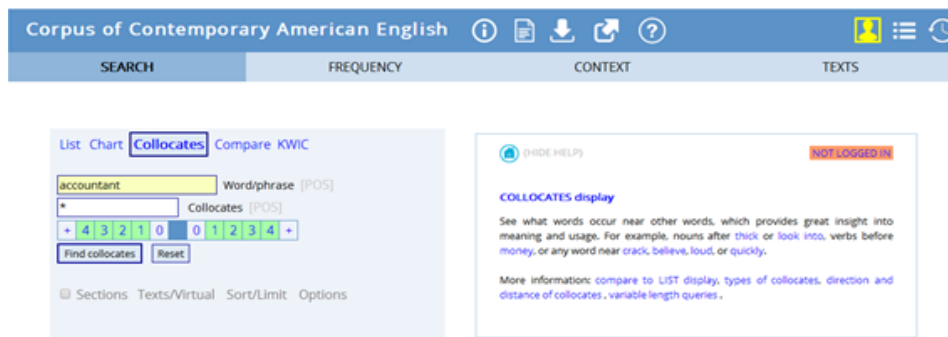 Corpus of Contemporary American English
SEARCH FREQUENCY CONTEXT TEXTS
List Chart Collocates Compare KWIC
accountant Word/phrase [POS]
* Collocates [POS]
+ 4 3 2 1 0 0 1 2 3 4 +
Find collocates Reset
Sections Texts/Virtual Sort/Limit Options
(HIDE HELP) NOT LOGGED IN
COLLOCATES display
See what words occur near other words, which provides great insight into
meaning and usage. For example, nouns after thick or look into, verbs before
money, or any word near crack, believe, loud, or quickly.
More information: compare to LIST display, types of collocates, direction and
distance of collocates , variable length queries .